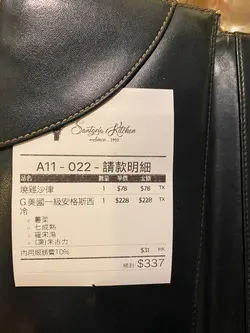 Santgria Kitchen
A11 - 022 - 請款明細
品名 數量 單價 金額
燒雞沙律 1 $78 $78 TX
G.美國一級安格斯西 1 $228 $228 TX
冷
+ 薯菜
+ 七成熟
+ 羅宋湯
+ (凍)朱古力
內用服務費10% $31
總計 $337